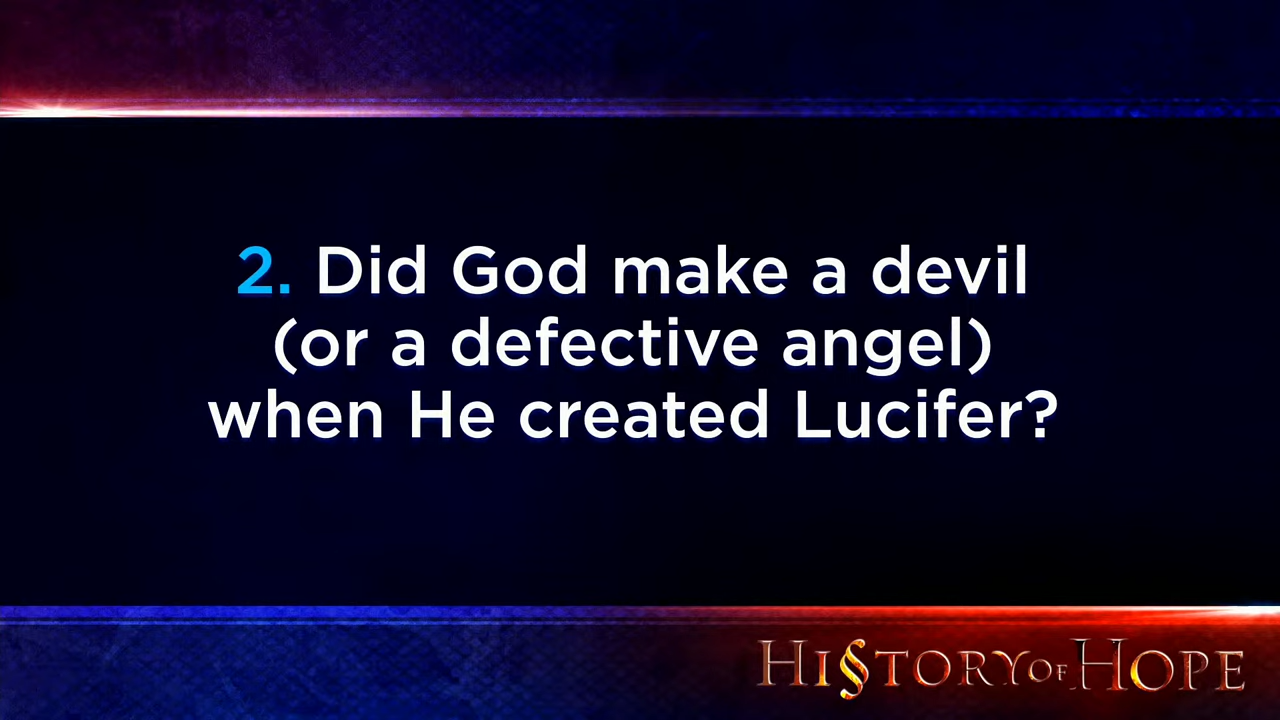 2. Did God make a devil
(or a defective angel)
when He created Lucifer?
HISTORY OF HOPE